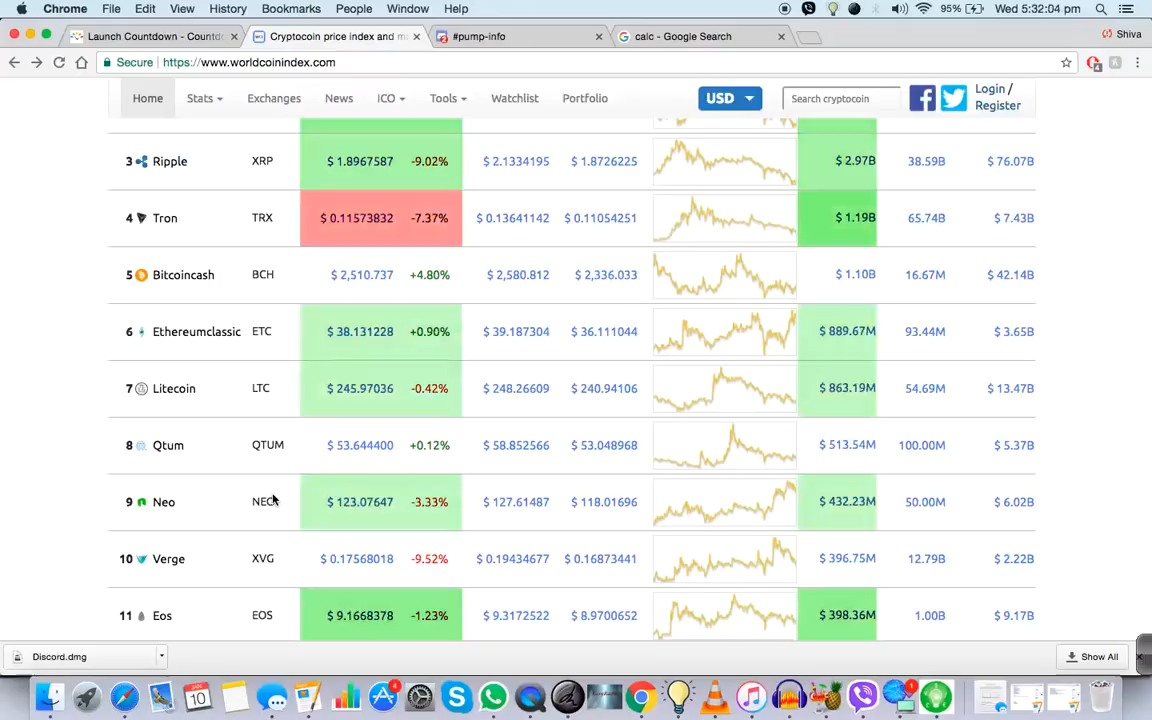 Chrome File Edit View History Bookmarks People Window Help 95% Wed 5:32:04 pm
Launch Countdown - Countd × Cryptocoin price index and ma × #pump-info × calc - Google Search × Shiva
Secure https://www.worldcoinindex.com
Home Stats Exchanges News ICO Tools Watchlist Portfolio USD Search cryptocoin Login / Register
3 Ripple XRP $ 1.8967587 -9.02% $ 2.1334195 $ 1.8726225 $ 2.97B 38.59B $ 76.07B
4 Tron TRX $ 0.11573832 -7.37% $ 0.13641142 $ 0.11054251 $ 1.19B 65.74B $ 7.43B
5 Bitcoincash BCH $ 2,510.737 +4.80% $ 2,580.812 $ 2,336.033 $ 1.10B 16.67M $ 42.14B
6 Ethereumclassic ETC $ 38.131228 +0.90% $ 39.187304 $ 36.111044 $ 889.67M 93.44M $ 3.65B
7 Litecoin LTC $ 245.97036 -0.42% $ 248.26609 $ 240.94106 $ 863.19M 54.69M $ 13.47B
8 Qtum QTUM $ 53.644400 +0.12% $ 58.852566 $ 53.048968 $ 513.54M 100.00M $ 5.37B
9 Neo NEO $ 123.07647 -3.33% $ 127.61487 $ 118.01696 $ 432.23M 50.00M $ 6.02B
10 Verge XVG $ 0.17568018 -9.52% $ 0.19434677 $ 0.16873441 $ 396.75M 12.79B $ 2.22B
11 Eos EOS $ 9.1668378 -1.23% $ 9.3172522 $ 8.9700652 $ 398.36M 1.00B $ 9.17B
Discord.dmg Show All
JAN 10 4 1